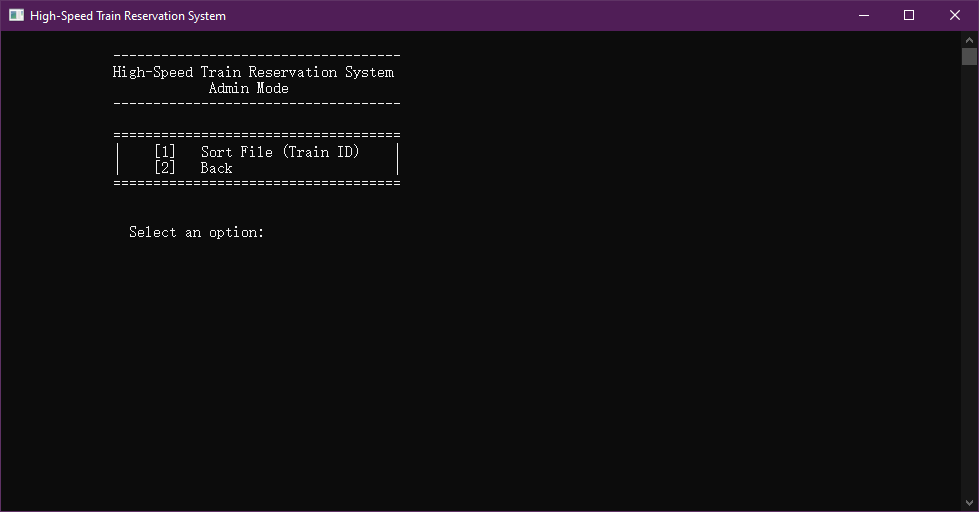 High-Speed Train Reservation System
------------------------------------
High-Speed Train Reservation System
Admin Mode
------------------------------------
====================================
| [1] Sort File (Train ID) |
| [2] Back |
====================================
Select an option: